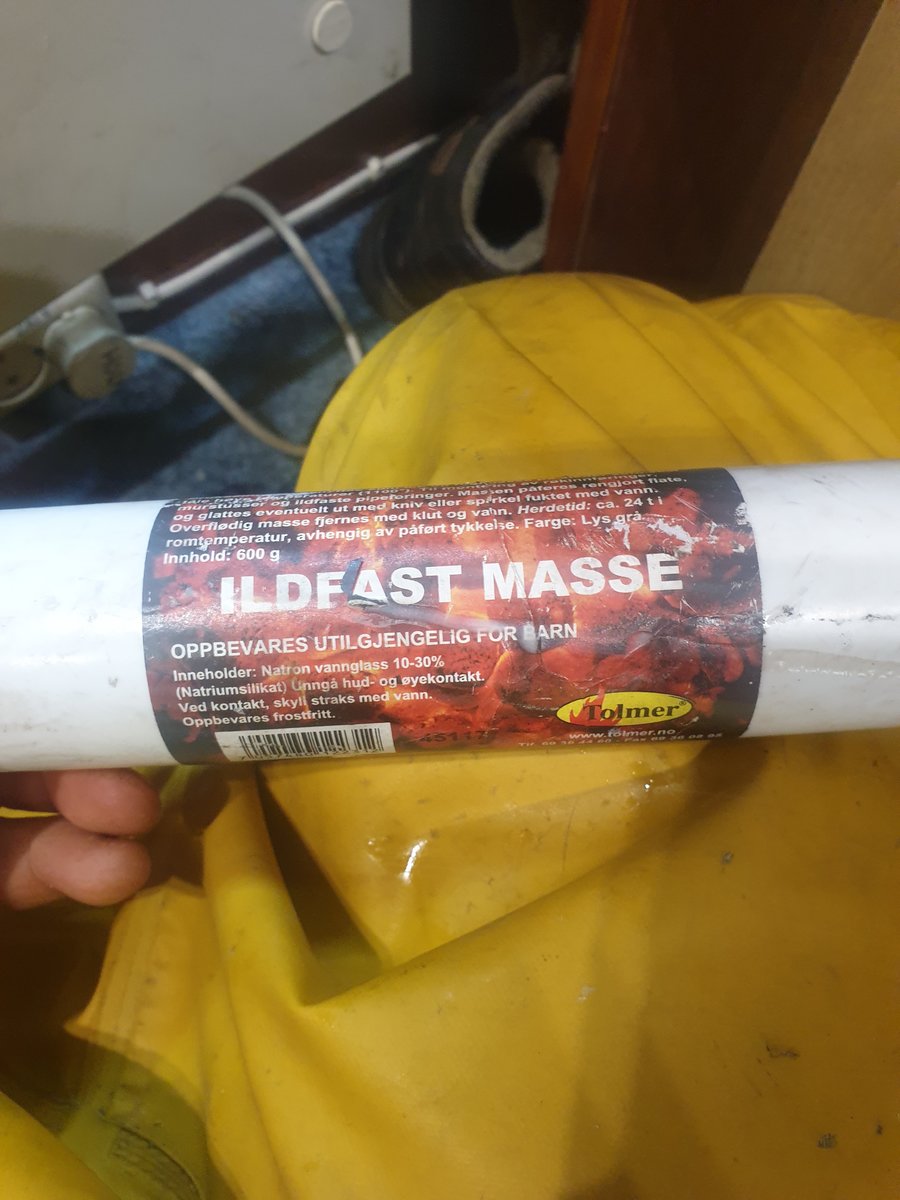 murstusser og ildfaste pipeforinger. Massen påføres rengjort flate,
og glattes eventuelt ut med kniv eller sparkel fuktet med vann.
Overflødig masse fjernes med klut og vann. Herdetid: ca. 24 t i
romtemperatur, avhengig av påført tykkelse. Farge: Lys grå.
Innhold: 600 g
ILDFAST MASSE
OPPBEVARES UTILGJENGELIG FOR BARN
Inneholder: Natron vannglass 10-30%
(Natriumsilikat) Unngå hud- og øyekontakt.
Ved kontakt, skyll straks med vann.
Oppbevares frostfritt.
Tolmer®
www.tolmer.no